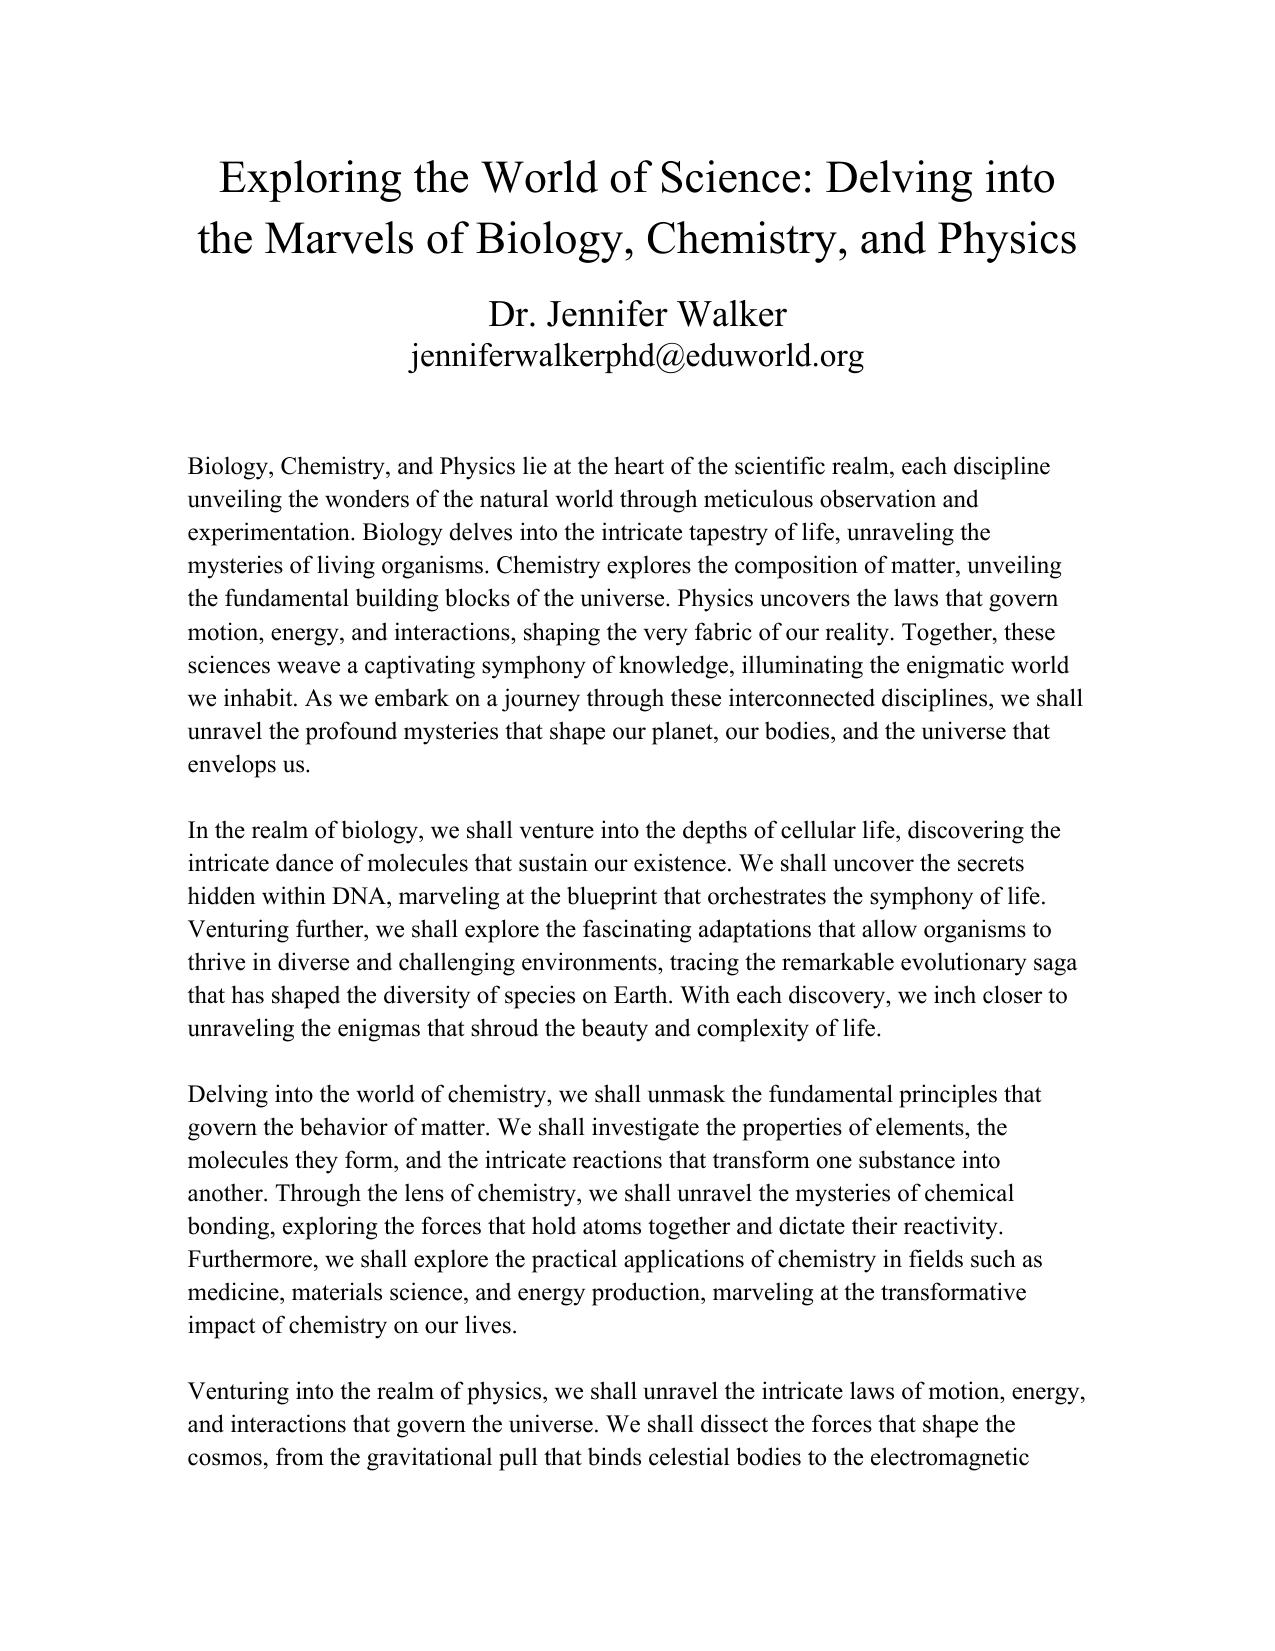 Exploring the World of Science: Delving into
the Marvels of Biology, Chemistry, and Physics
Dr. Jennifer Walker
jenniferwalkerphd@eduworld.org
Biology, Chemistry, and Physics lie at the heart of the scientific realm, each discipline
unveiling the wonders of the natural world through meticulous observation and
experimentation. Biology delves into the intricate tapestry of life, unraveling the
mysteries of living organisms. Chemistry explores the composition of matter, unveiling
the fundamental building blocks of the universe. Physics uncovers the laws that govern
motion, energy, and interactions, shaping the very fabric of our reality. Together, these
sciences weave a captivating symphony of knowledge, illuminating the enigmatic world
we inhabit. As we embark on a journey through these interconnected disciplines, we shall
unravel the profound mysteries that shape our planet, our bodies, and the universe that
envelops us.
In the realm of biology, we shall venture into the depths of cellular life, discovering the
intricate dance of molecules that sustain our existence. We shall uncover the secrets
hidden within DNA, marveling at the blueprint that orchestrates the symphony of life.
Venturing further, we shall explore the fascinating adaptations that allow organisms to
thrive in diverse and challenging environments, tracing the remarkable evolutionary saga
that has shaped the diversity of species on Earth. With each discovery, we inch closer to
unraveling the enigmas that shroud the beauty and complexity of life.
Delving into the world of chemistry, we shall unmask the fundamental principles that
govern the behavior of matter. We shall investigate the properties of elements, the
molecules they form, and the intricate reactions that transform one substance into
another. Through the lens of chemistry, we shall unravel the mysteries of chemical
bonding, exploring the forces that hold atoms together and dictate their reactivity.
Furthermore, we shall explore the practical applications of chemistry in fields such as
medicine, materials science, and energy production, marveling at the transformative
impact of chemistry on our lives.
Venturing into the realm of physics, we shall unravel the intricate laws of motion, energy,
and interactions that govern the universe. We shall dissect the forces that shape the
cosmos, from the gravitational pull that binds celestial bodies to the electromagnetic